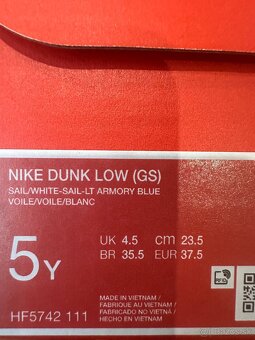 NIKE DUNK LOW (GS)
SAIL/WHITE-SAIL-LT ARMORY BLUE
VOILE/VOILE/BLANC
5Y
UK 4.5 cm 23.5
BR 35.5 EUR 37.5
MADE IN VIETNAM /
FABRIQUE AU VIETNAM /
FABRICADO NO VIETNÃ /
HECHO EN VIETNAM
HF5742 111